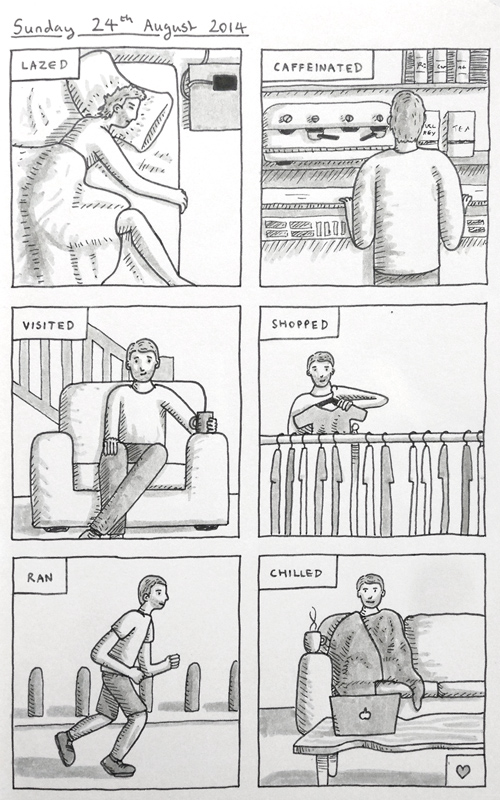 Sunday 24th August 2014
LAZED
CAFFEINATED
TEA
VISITED
SHOPPED
RAN
CHILLED